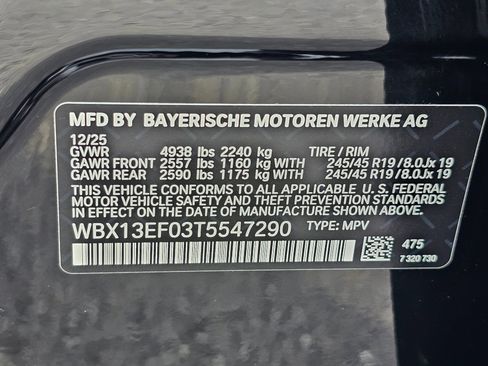 MFD BY BAYERISCHE MOTOREN WERKE AG
12/25
GVWR 4938 lbs 2240 kg TIRE / RIM
GAWR FRONT 2557 lbs 1160 kg WITH 245/45 R19 / 8.0Jx 19
GAWR REAR 2590 lbs 1175 kg WITH 245/45 R19 / 8.0Jx 19
THIS VEHICLE CONFORMS TO ALL APPLICABLE U. S. FEDERAL
MOTOR VEHICLE SAFETY AND THEFT PREVENTION STANDARDS
IN EFFECT ON THE DATE OF MANUFACTURE SHOWN ABOVE.
WBX13EF03T5547290 TYPE: MPV
475
7 320 730